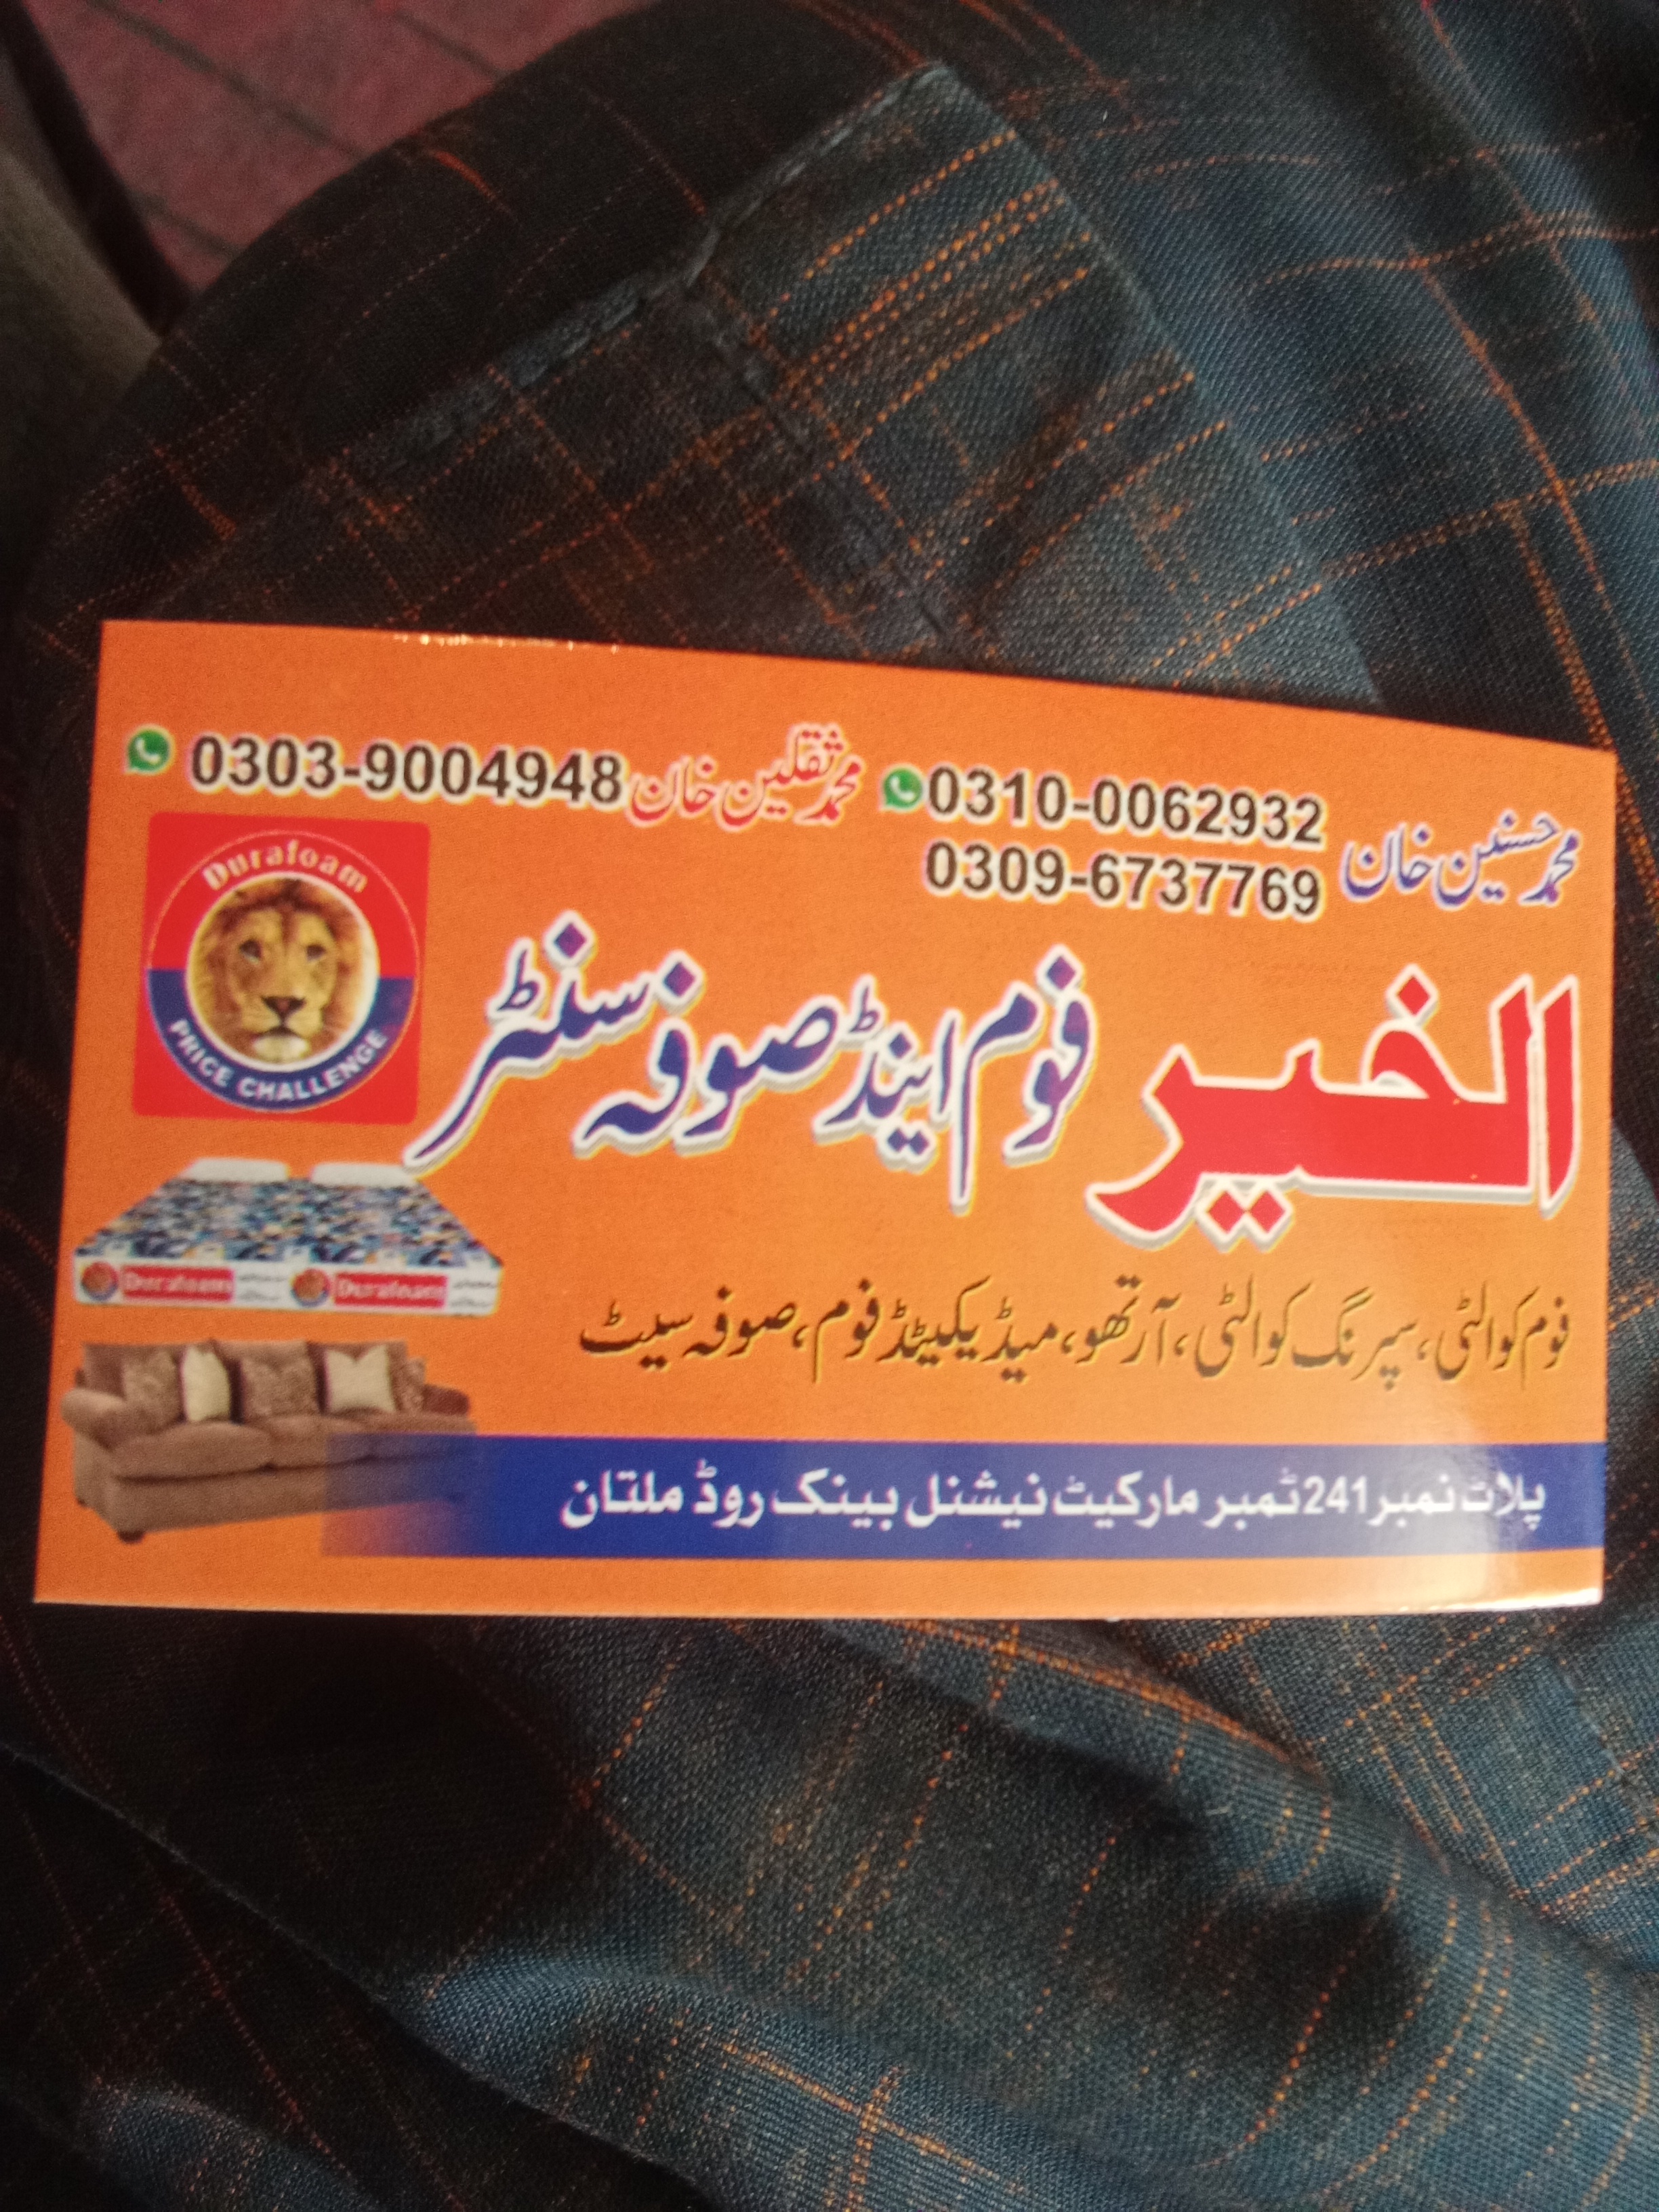 محمد حسنین خان 0310-0062932 محمد ثقلین خان 0303-9004948
0309-6737769
Durafoam
PRICE CHALLENGE
الخیر فوم اینڈ صوفہ سنٹر
فوم کوالٹی، سپرنگ کوالٹی، آرتھو، میڈیکیٹڈ فوم، صوفہ سیٹ
Durafoam Durafoam
پلاٹ نمبر 241 ٹمبر مارکیٹ نیشنل بینک روڈ ملتان